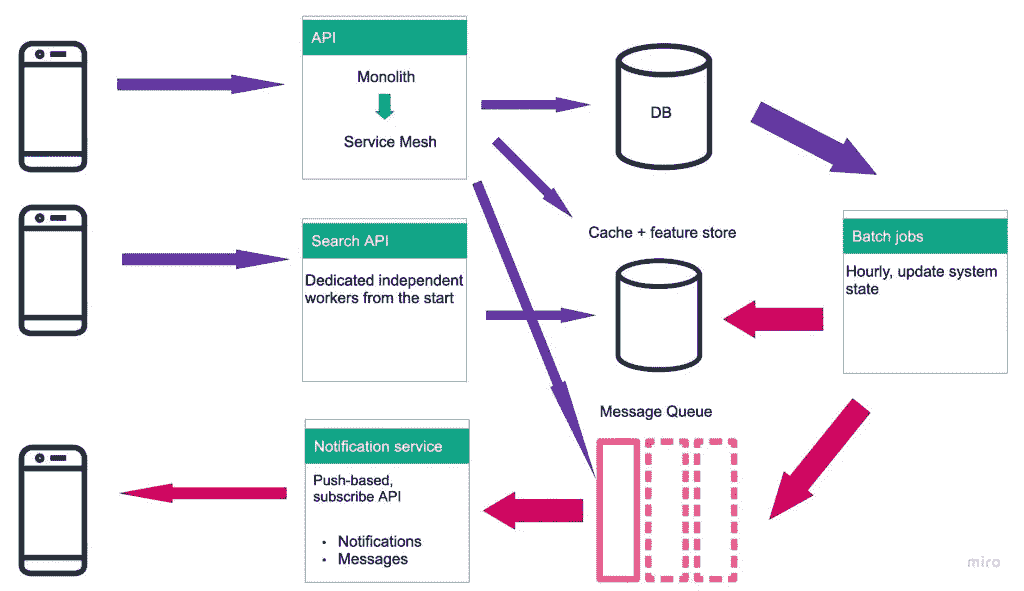 API
Monolith
Service Mesh
DB
Search API
Dedicated independent
workers from the start
Cache + feature store
Batch jobs
Hourly, update system
state
Message Queue
Notification service
Push-based,
subscribe API
• Notifications
• Messages
miro